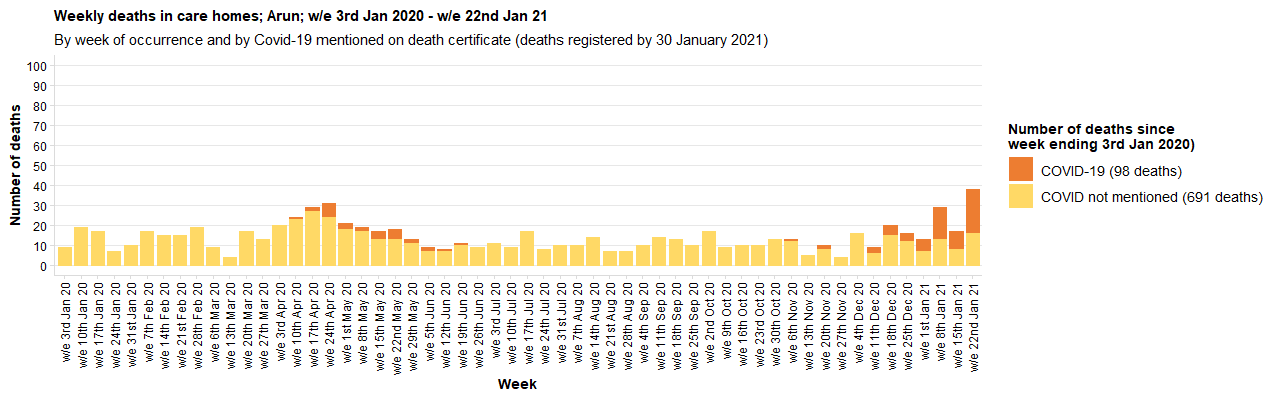 Weekly deaths in care homes; Arun; w/e 3rd Jan 2020 - w/e 22nd Jan 21
By week of occurrence and by Covid-19 mentioned on death certificate (deaths registered by 30 January 2021)
Number of deaths
100
90
80
70
60
50
40
30
20
10
0
w/e 3rd Jan 20
w/e 10th Jan 20
w/e 17th Jan 20
w/e 24th Jan 20
w/e 31st Jan 20
w/e 7th Feb 20
w/e 14th Feb 20
w/e 21st Feb 20
w/e 28th Feb 20
w/e 6th Mar 20
w/e 13th Mar 20
w/e 20th Mar 20
w/e 27th Mar 20
w/e 3rd Apr 20
w/e 10th Apr 20
w/e 17th Apr 20
w/e 24th Apr 20
w/e 1st May 20
w/e 8th May 20
w/e 15th May 20
w/e 22nd May 20
w/e 29th May 20
w/e 5th Jun 20
w/e 12th Jun 20
w/e 19th Jun 20
w/e 26th Jun 20
w/e 3rd Jul 20
w/e 10th Jul 20
w/e 17th Jul 20
w/e 24th Jul 20
w/e 31st Jul 20
w/e 7th Aug 20
w/e 14th Aug 20
w/e 21st Aug 20
w/e 28th Aug 20
w/e 4th Sep 20
w/e 11th Sep 20
w/e 18th Sep 20
w/e 25th Sep 20
w/e 2nd Oct 20
w/e 9th Oct 20
w/e 16th Oct 20
w/e 23rd Oct 20
w/e 30th Oct 20
w/e 6th Nov 20
w/e 13th Nov 20
w/e 20th Nov 20
w/e 27th Nov 20
w/e 4th Dec 20
w/e 11th Dec 20
w/e 18th Dec 20
w/e 25th Dec 20
w/e 1st Jan 21
w/e 8th Jan 21
w/e 15th Jan 21
w/e 22nd Jan 21
Week
Number of deaths since
week ending 3rd Jan 2020)
COVID-19 (98 deaths)
COVID not mentioned (691 deaths)